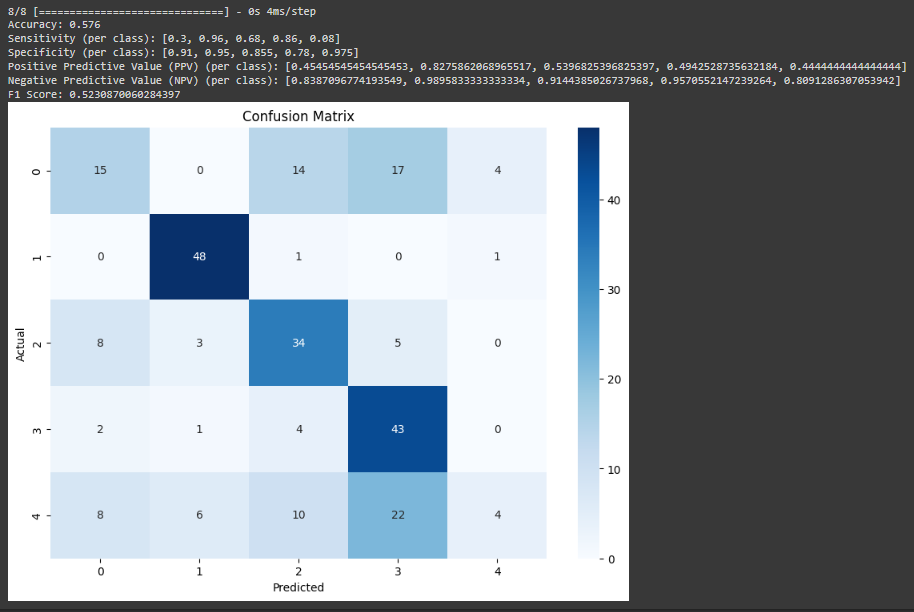 8/8 [==============================] - 0s 4ms/step
Accuracy: 0.576
Sensitivity (per class): [0.3, 0.96, 0.68, 0.86, 0.08]
Specificity (per class): [0.91, 0.95, 0.855, 0.78, 0.975]
Positive Predictive Value (PPV) (per class): [0.45454545454545453, 0.8275862068965517, 0.5396825396825397, 0.4942528735632184, 0.4444444444444444]
Negative Predictive Value (NPV) (per class): [0.8387096774193549, 0.9895833333333334, 0.9144385026737968, 0.9570552147239264, 0.8091286307053942]
F1 Score: 0.5230870060284397
Confusion Matrix
0 15 0 14 17 4
40
1 0 48 1 0 1
30
Actual
2 8 3 34 5 0
20
3 2 1 4 43 0
10
4 8 6 10 22 4
0
0 1 2 3 4
Predicted